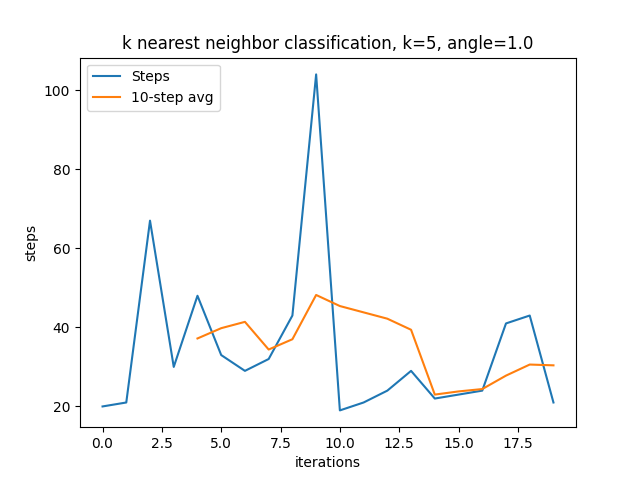 k nearest neighbor classification, k=5, angle=1.0
Steps
10-step avg
100
80
60
40
20
steps
0.0 2.5 5.0 7.5 10.0 12.5 15.0 17.5
iterations